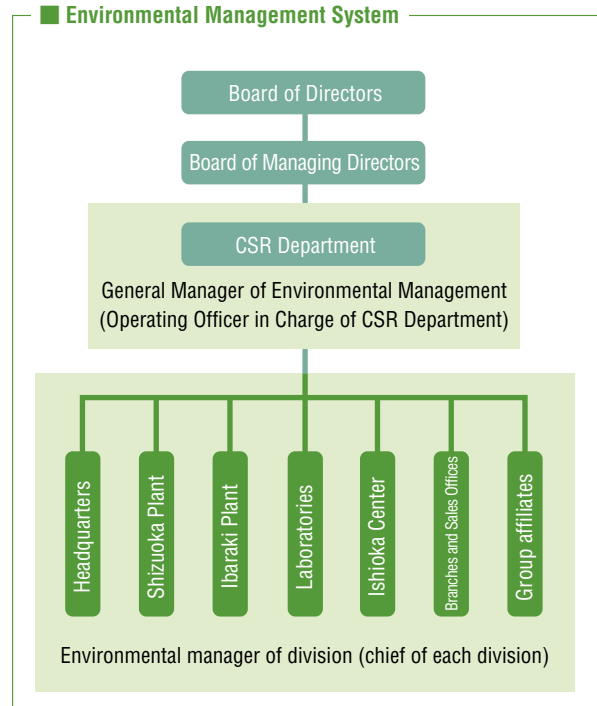 Environmental Management System
Board of Directors
Board of Managing Directors
CSR Department
General Manager of Environmental Management
(Operating Officer in Charge of CSR Department)
Headquarters
Shizuoka Plant
Ibaraki Plant
Laboratories
Ishioka Center
Branches and Sales Offices
Group affiliates
Environmental manager of division (chief of each division)